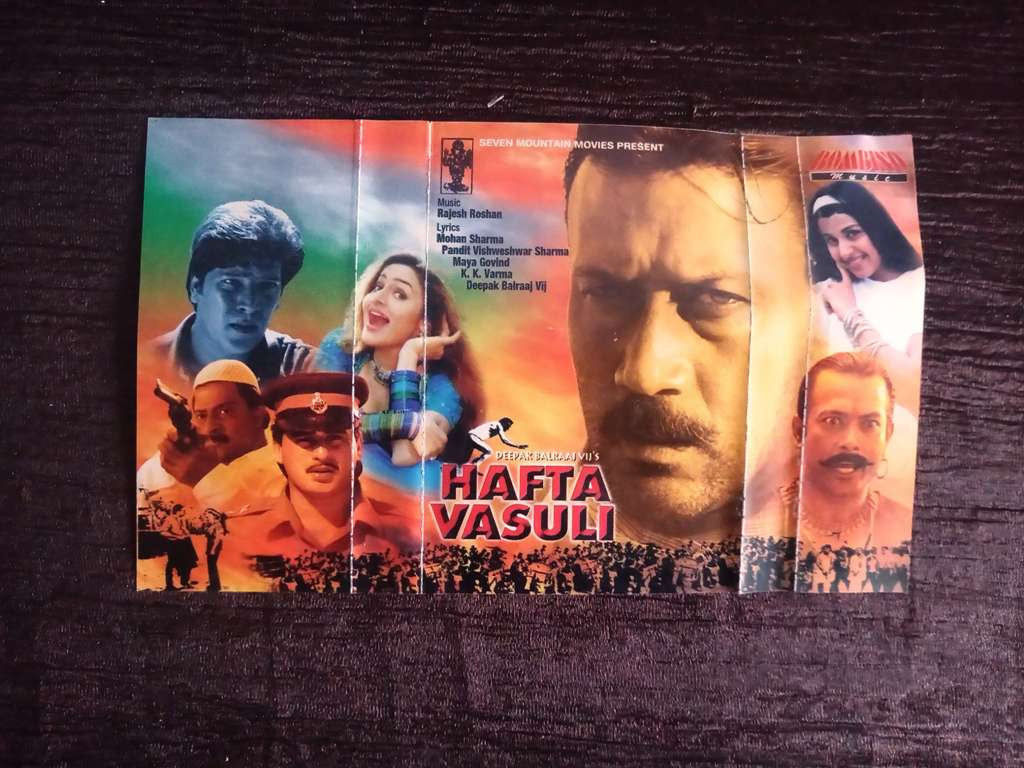 SEVEN MOUNTAIN MOVIES PRESENT
Music
Rajesh Roshan
Lyrics
Mohan Sharma
Pandit Vishweshwar Sharma
Maya Govind
K. K. Varma
Deepak Balraaj Vij
DEEPAK BALRAAJ VIJ'S
HAFTA
VASULI
BOMBINO
Music